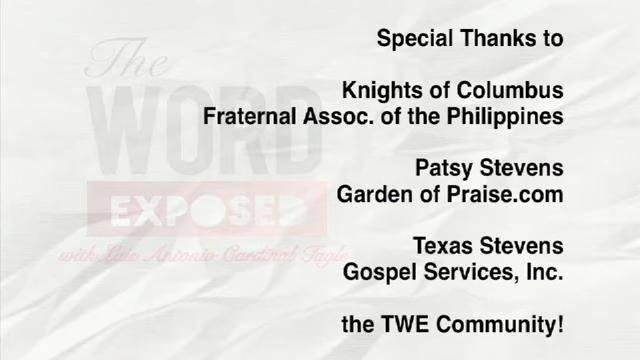 Special Thanks to
Knights of Columbus
Fraternal Assoc. of the Philippines
Patsy Stevens
Garden of Praise.com
Texas Stevens
Gospel Services, Inc.
the TWE Community!
The
WORD
EXPOSED
with Luis Antonio Cardinal Tagle